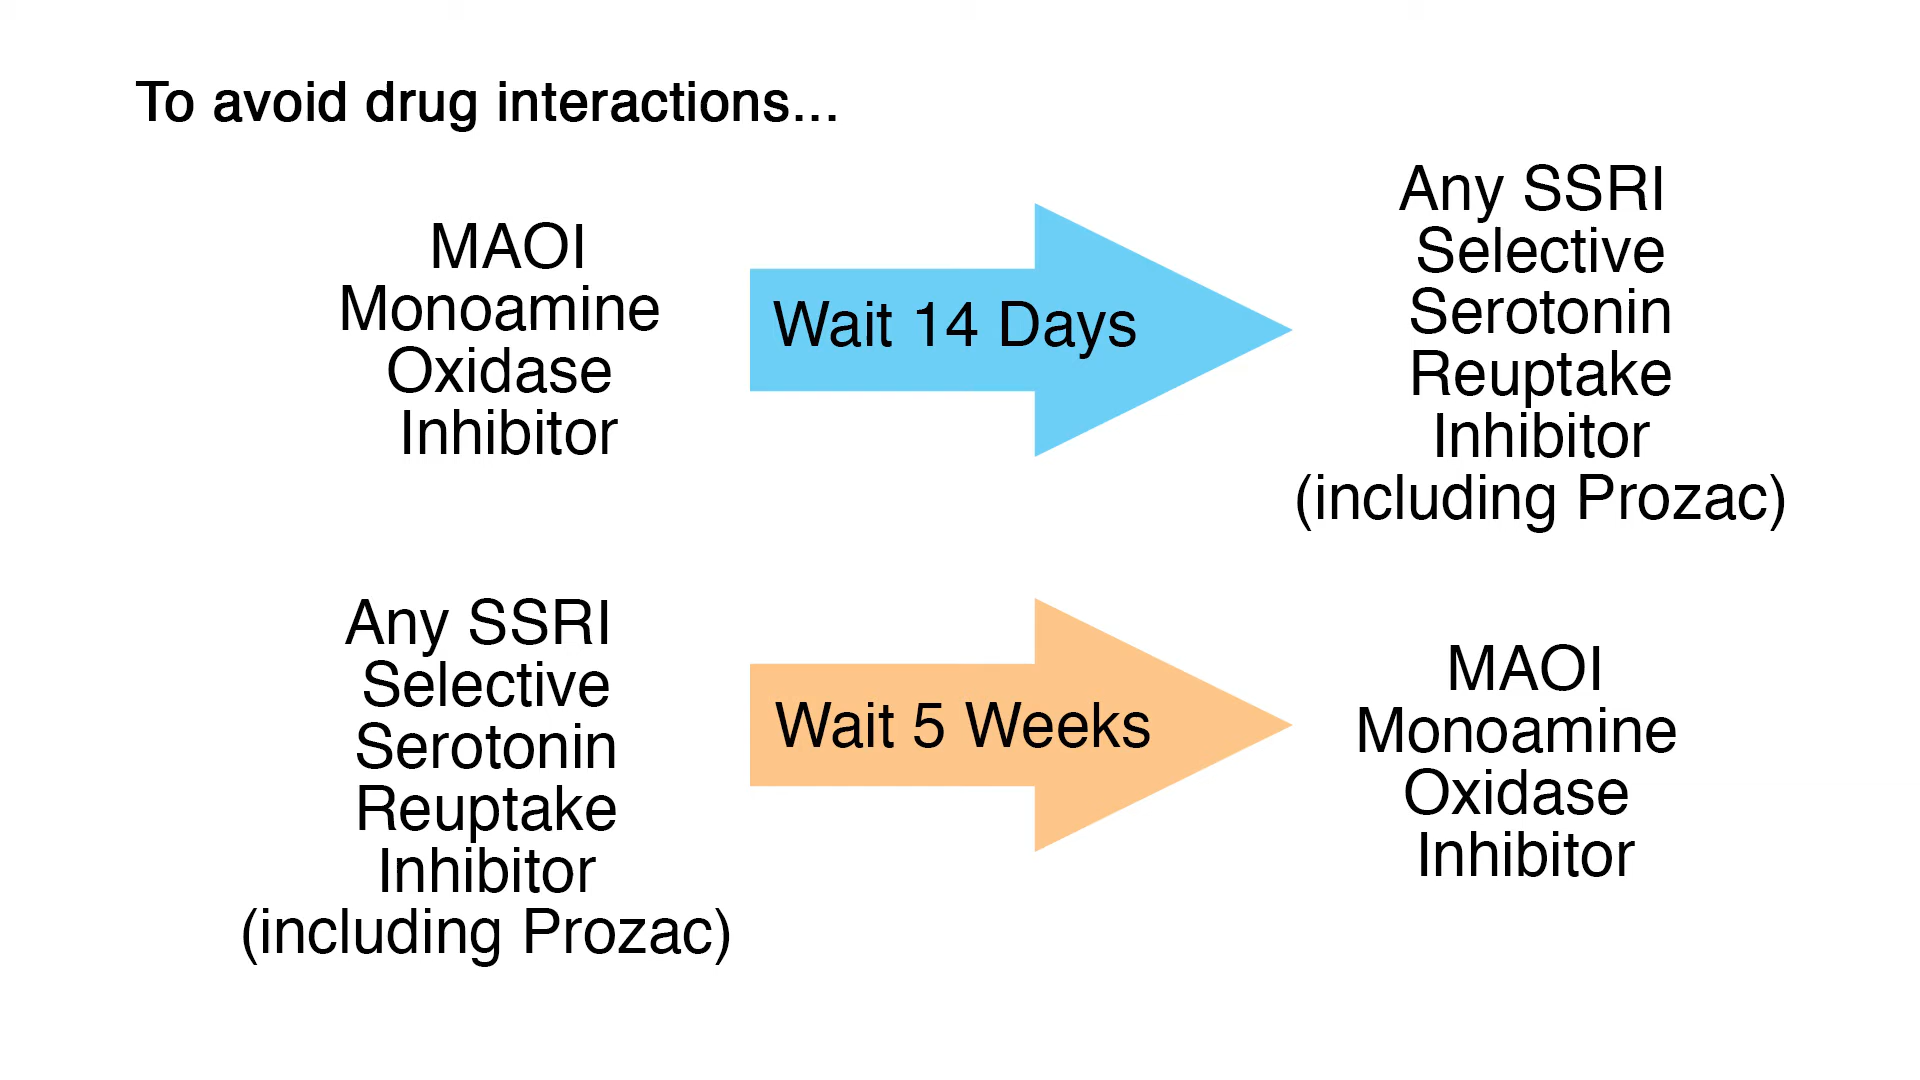 To avoid drug interactions...
MAOI
Monoamine
Oxidase
Inhibitor
Wait 14 Days
Any SSRI
Selective
Serotonin
Reuptake
Inhibitor
(including Prozac)
Any SSRI
Selective
Serotonin
Reuptake
Inhibitor
(including Prozac)
Wait 5 Weeks
MAOI
Monoamine
Oxidase
Inhibitor